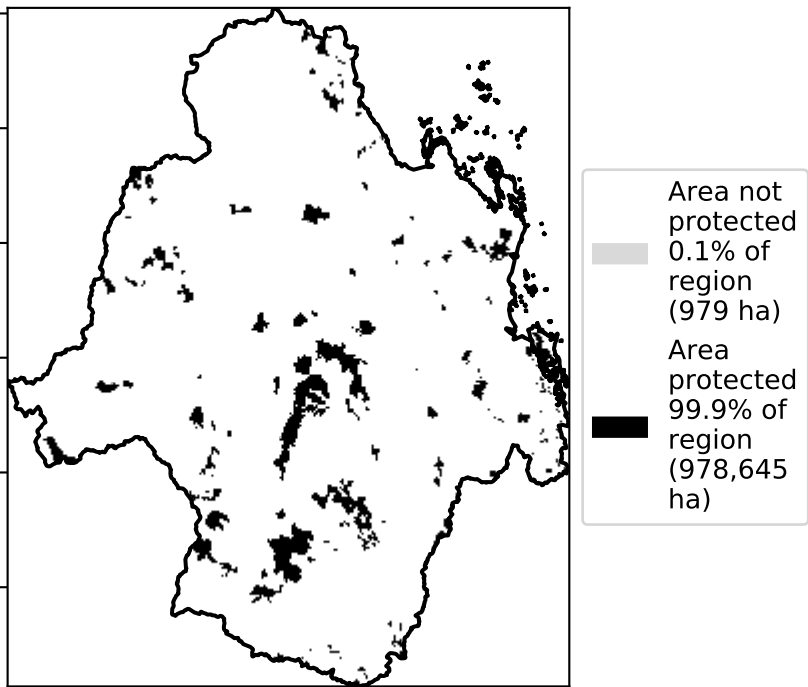 Area not
protected
0.1% of
region
(979 ha)
Area
protected
99.9% of
region
(978,645
ha)